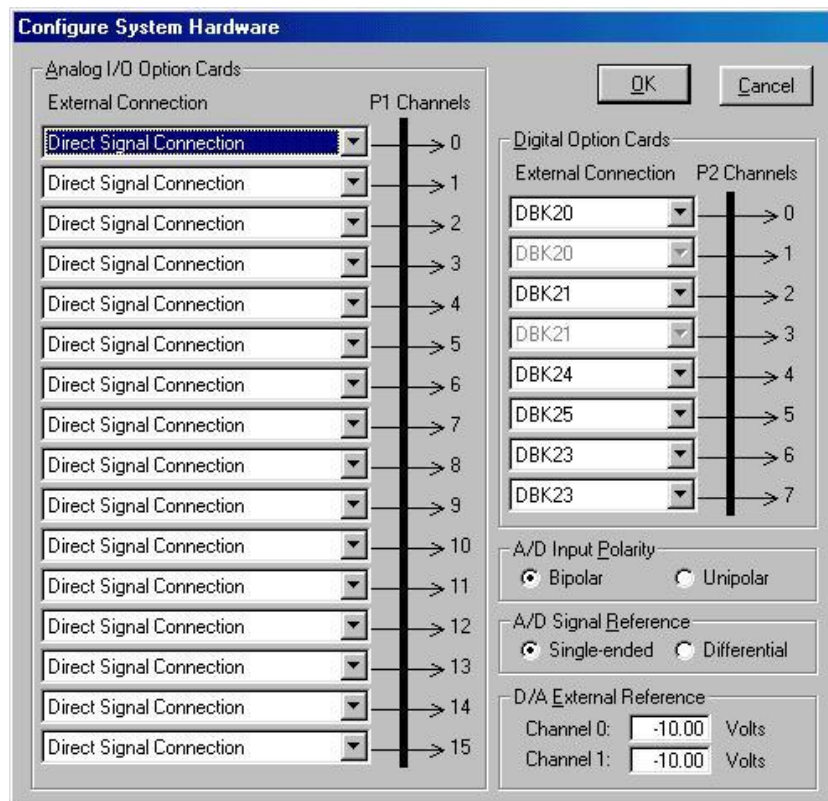 Configure System Hardware
Analog I/O Option Cards
External Connection P1 Channels
Direct Signal Connection 0
Direct Signal Connection 1
Direct Signal Connection 2
Direct Signal Connection 3
Direct Signal Connection 4
Direct Signal Connection 5
Direct Signal Connection 6
Direct Signal Connection 7
Direct Signal Connection 8
Direct Signal Connection 9
Direct Signal Connection 10
Direct Signal Connection 11
Direct Signal Connection 12
Direct Signal Connection 13
Direct Signal Connection 14
Direct Signal Connection 15
OK Cancel
Digital Option Cards
External Connection P2 Channels
DBK20 0
DBK20 1
DBK21 2
DBK21 3
DBK24 4
DBK25 5
DBK23 6
DBK23 7
A/D Input Polarity
Bipolar Unipolar
A/D Signal Reference
Single-ended Differential
D/A External Reference
Channel 0: -10.00 Volts
Channel 1: -10.00 Volts